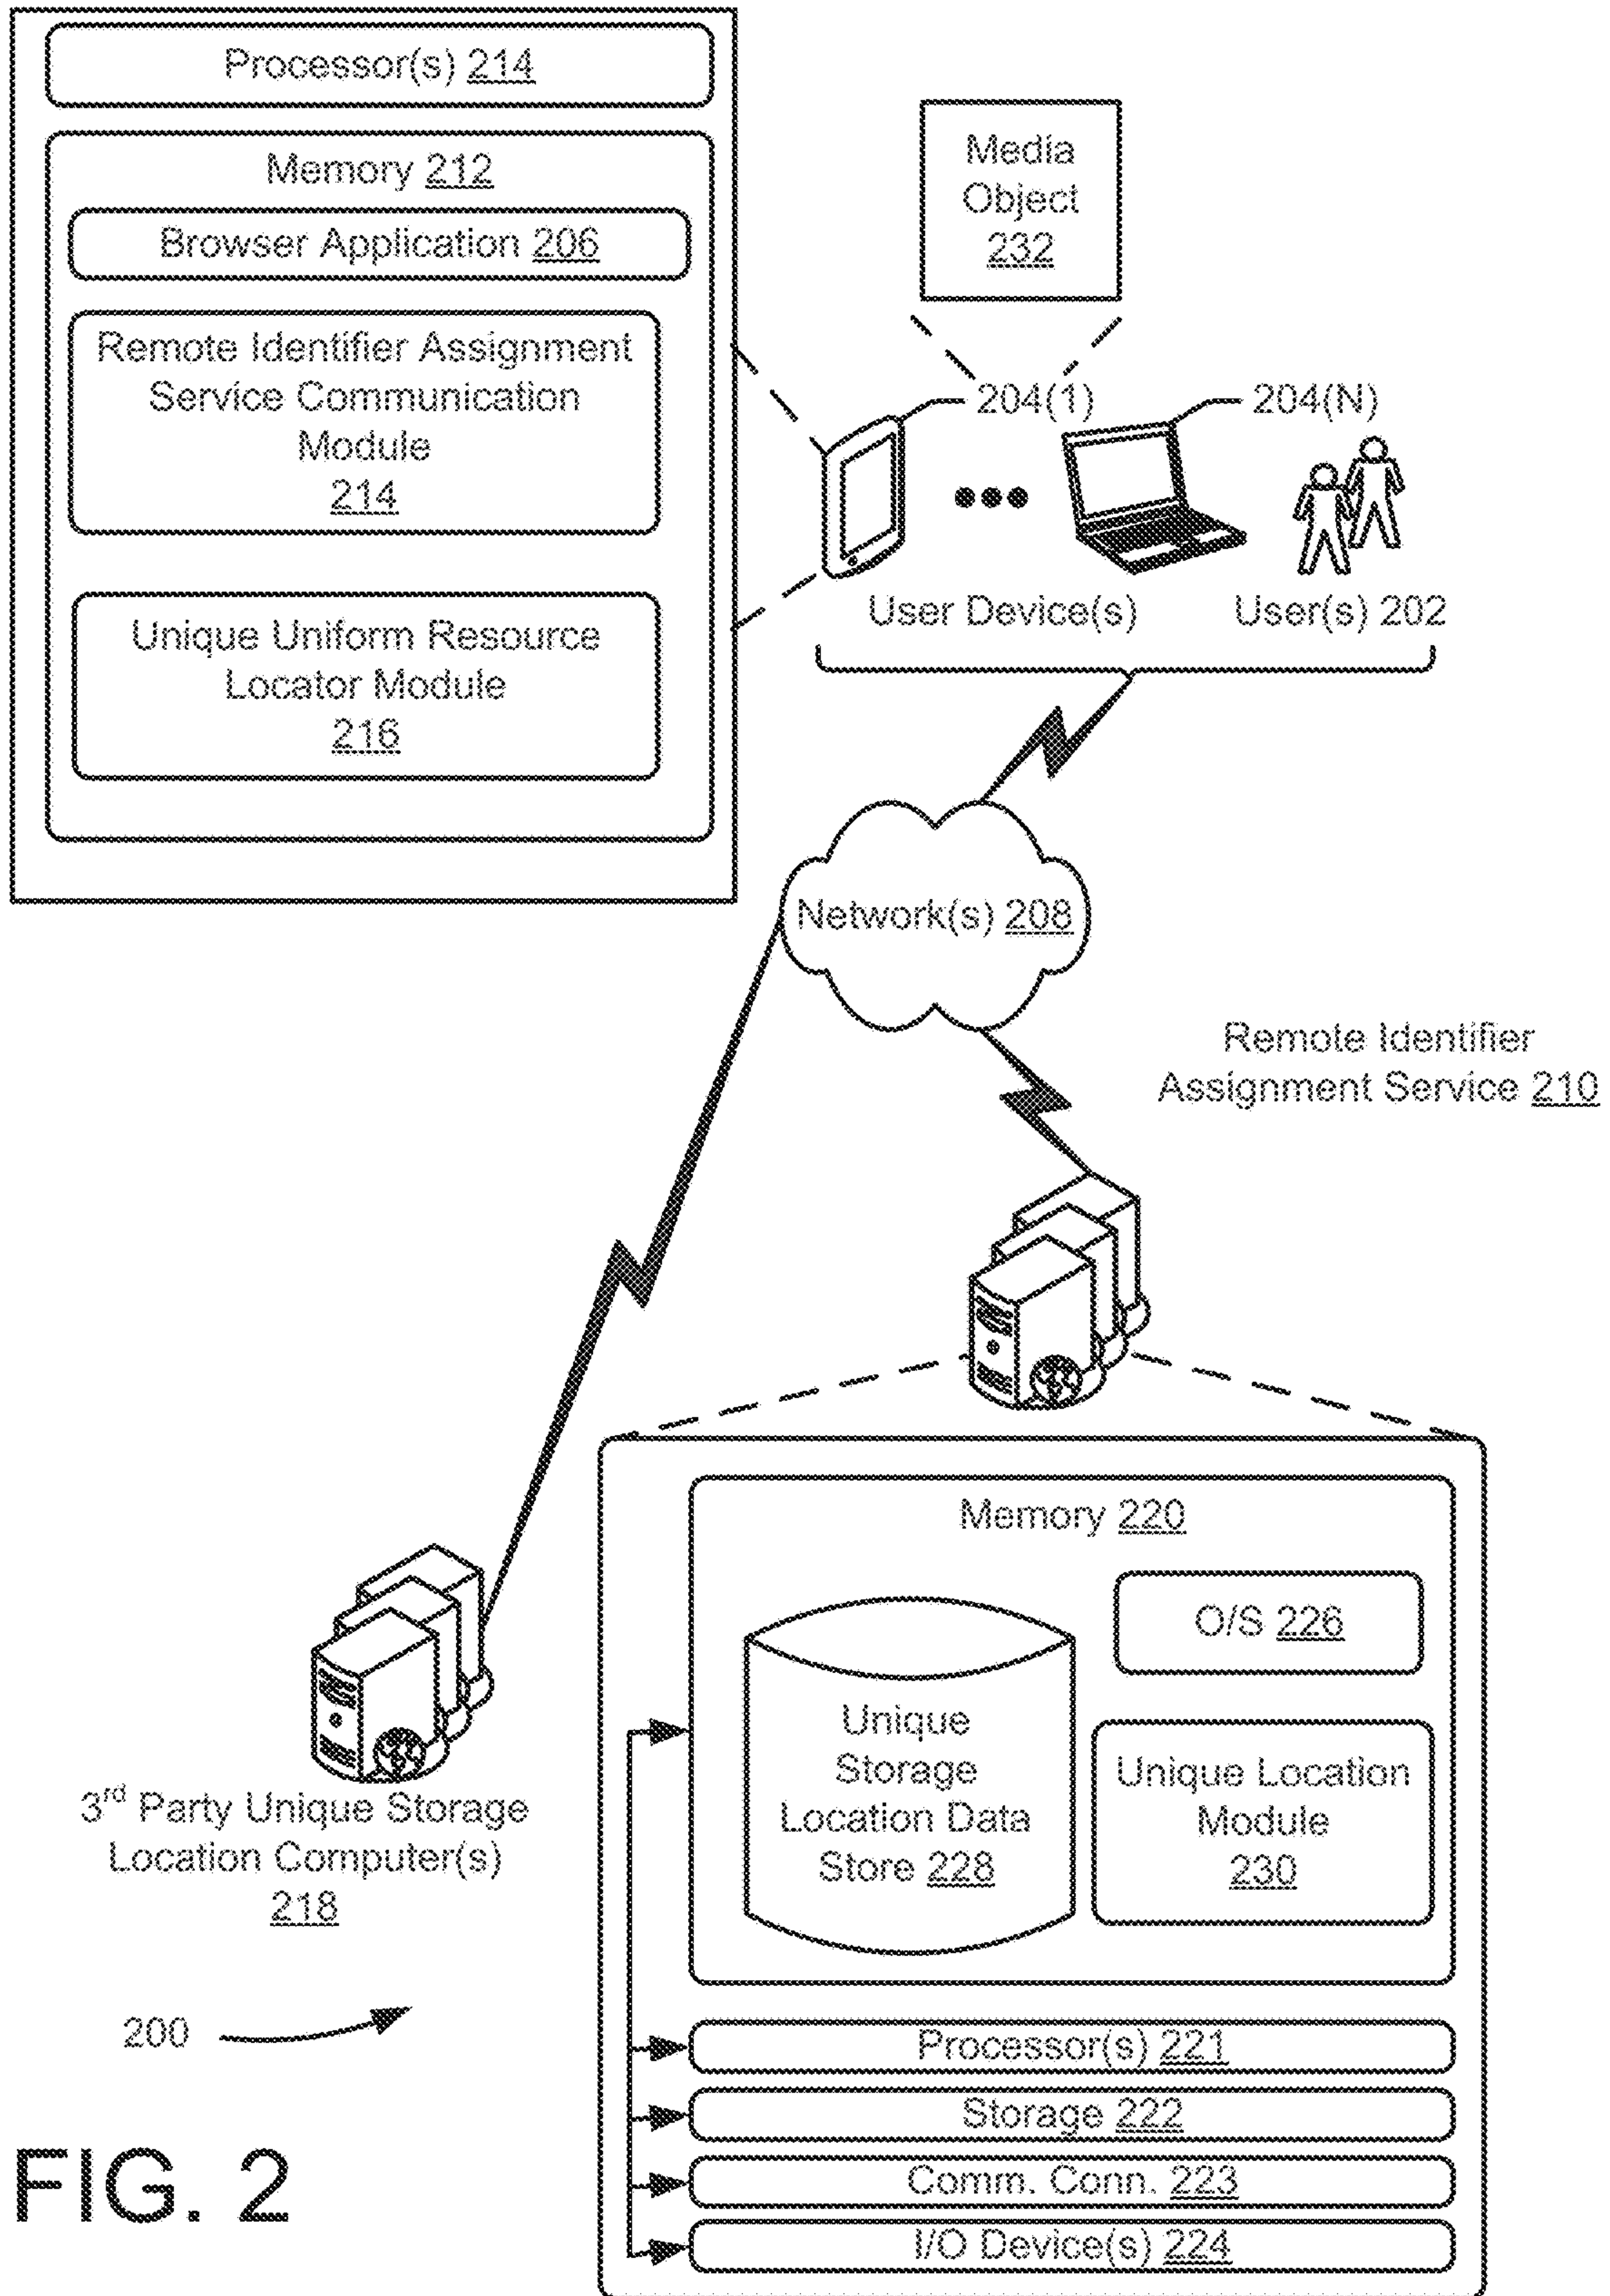 Processor(s) 214
Memory 212
Browser Application 206
Remote Identifier Assignment
Service Communication
Module
214
Unique Uniform Resource
Locator Module
216
Media
Object
232
204(1)
204(N)
User Device(s)
User(s) 202
Network(s) 208
Remote Identifier
Assignment Service 210
3rd Party Unique Storage
Location Computer(s)
218
Memory 220
O/S 226
Unique
Storage
Location Data
Store 228
Unique Location
Module
230
Processor(s) 221
Storage 222
Comm. Conn. 223
I/O Device(s) 224
200
FIG. 2